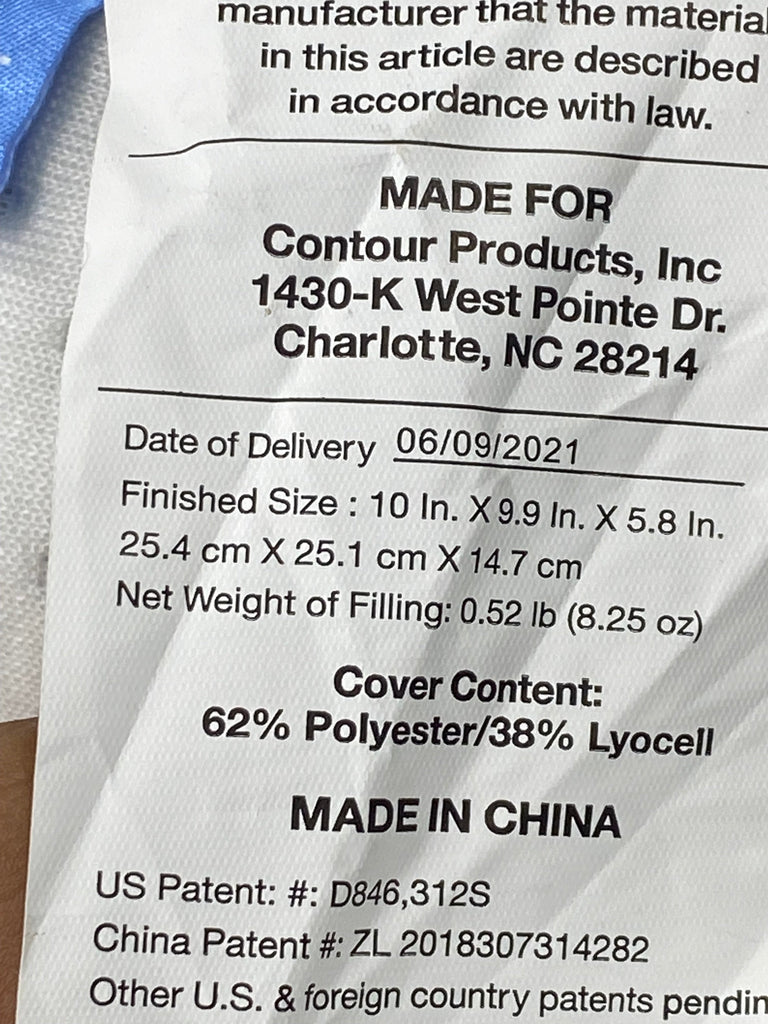 manufacturer that the material
in this article are described
in accordance with law.
MADE FOR
Contour Products, Inc
1430-K West Pointe Dr.
Charlotte, NC 28214
Date of Delivery 06/09/2021
Finished Size : 10 In. X 9.9 In. X 5.8 In.
25.4 cm X 25.1 cm X 14.7 cm
Net Weight of Filling: 0.52 lb (8.25 oz)
Cover Content:
62% Polyester/38% Lyocell
MADE IN CHINA
US Patent: #: D846,312S
China Patent #: ZL 2018307314282
Other U.S. & foreign country patents pendin